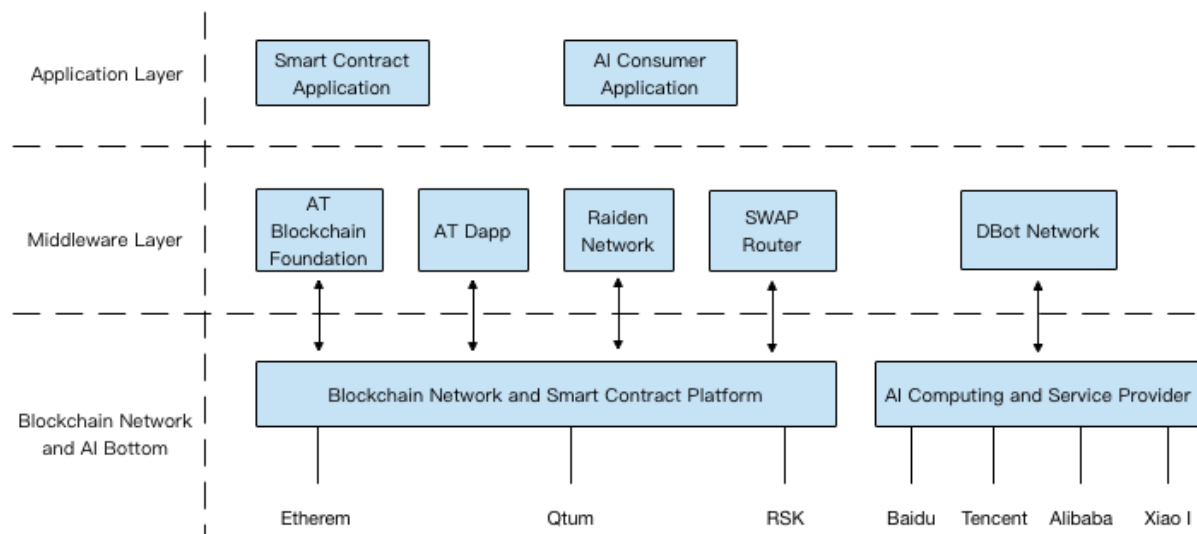 Application Layer
Smart Contract
Application
AI Consumer
Application
Middleware Layer
AT
Blockchain
Foundation
AT Dapp
Raiden
Network
SWAP
Router
DBot Network
Blockchain Network
and AI Bottom
Blockchain Network and Smart Contract Platform
AI Computing and Service Provider
Etherem
Qtum
RSK
Baidu
Tencent
Alibaba
Xiao I